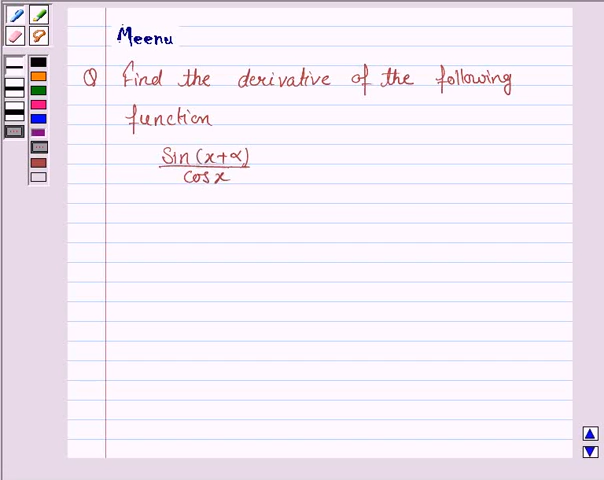 Meenu
Q Find the derivative of the following
function
Sin (x+α)
cos x